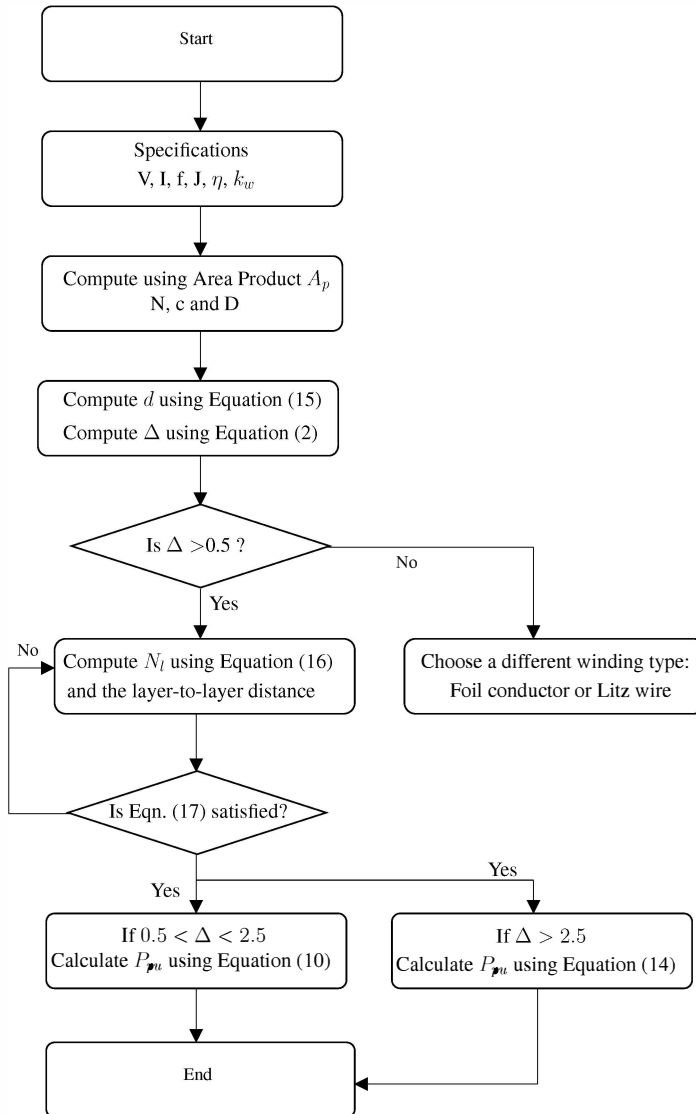 Start
Specifications
V, I, f, J, η, k_w
Compute using Area Product A_p
N, c and D
Compute d using Equation (15)
Compute Δ using Equation (2)
Is Δ >0.5 ?
No
Yes
No
Compute N_l using Equation (16)
and the layer-to-layer distance
Choose a different winding type:
Foil conductor or Litz wire
Is Eqn. (17) satisfied?
Yes
Yes
If 0.5 < Δ < 2.5
Calculate P_pu using Equation (10)
If Δ > 2.5
Calculate P_pu using Equation (14)
End